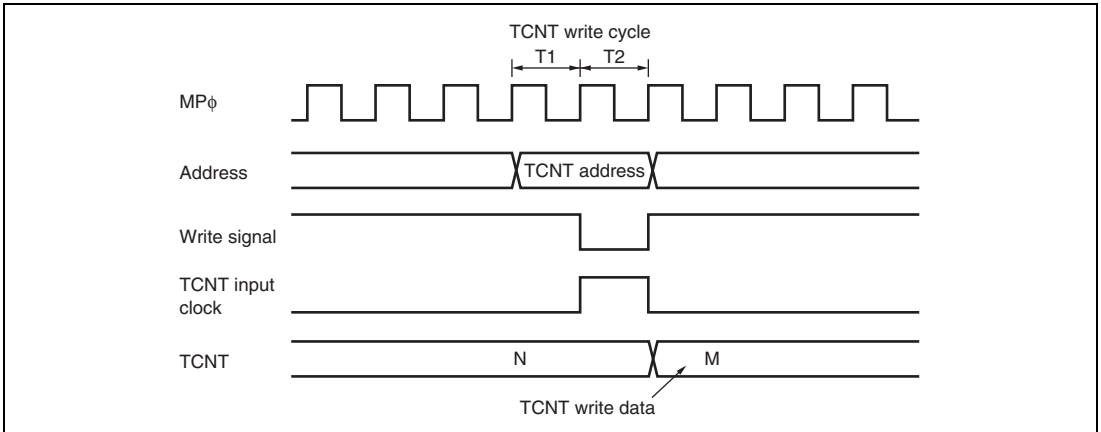 TCNT write cycle
T1 T2
MPφ
Address
TCNT address
Write signal
TCNT input
clock
TCNT
N
M
TCNT write data